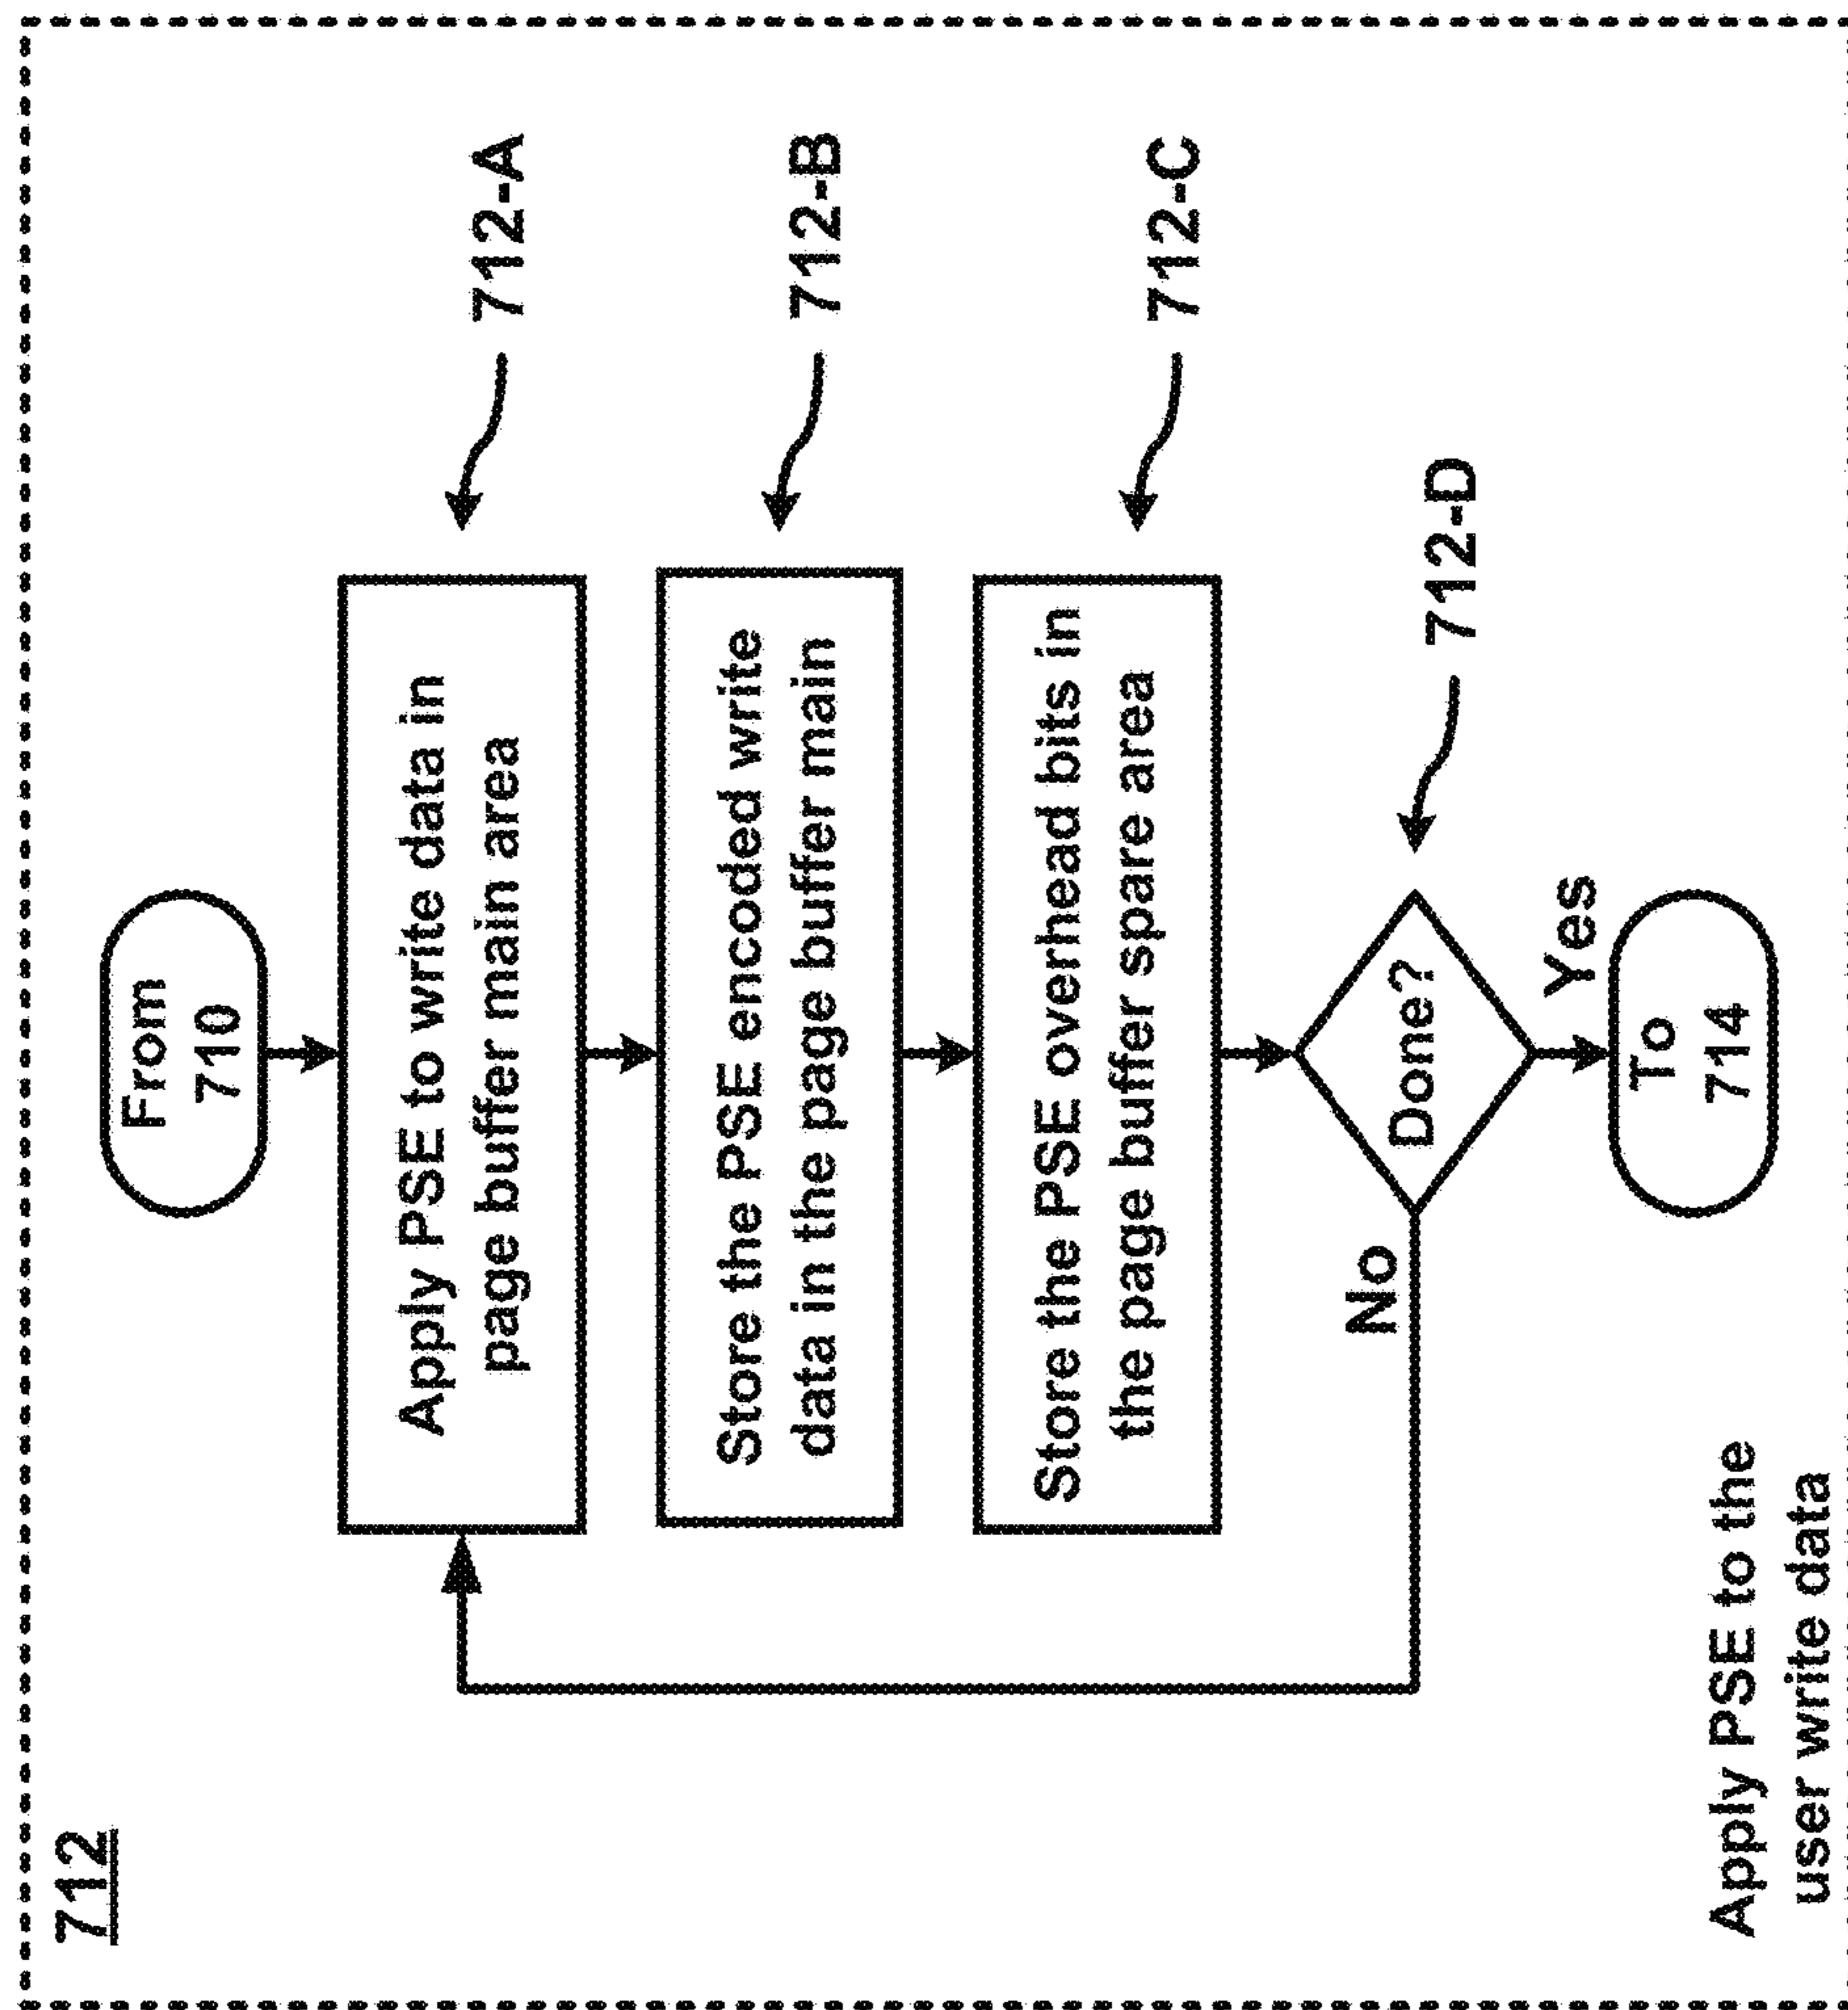 712
From
710
Apply PSE to write data in
page buffer main area
712-A
Store the PSE encoded write
data in the page buffer main
712-B
Store the PSE overhead bits in
the page buffer spare area
712-C
Done?
712-D
No
Yes
To
714
Apply PSE to the
user write data